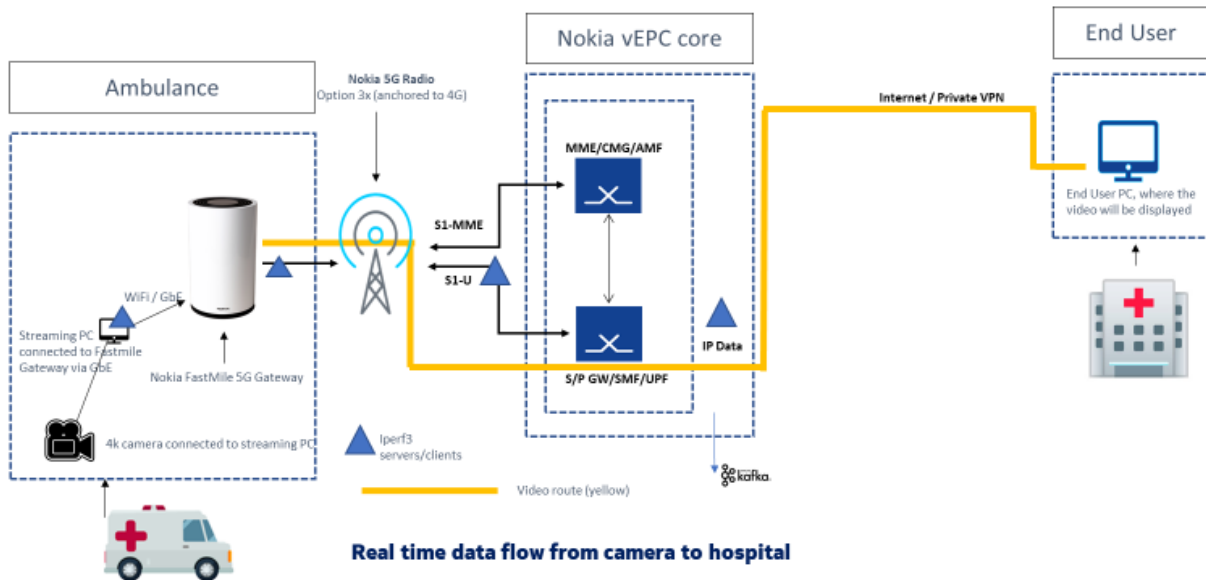 Nokia vEPC core
End User
Ambulance
Nokia 5G Radio
Option 3x (anchored to 4G)
Internet / Private VPN
MME/CMG/AMF
End User PC, where the
video will be displayed
S1-MME
S1-U
WiFi / GbE
Streaming PC
connected to Fastmile
Gateway via GbE
Nokia FastMile 5G Gateway
IP Data
S/P GW/SMF/UPF
4k camera connected to streaming PC
Iperf3
servers/clients
kafka
Video route (yellow)
Real time data flow from camera to hospital